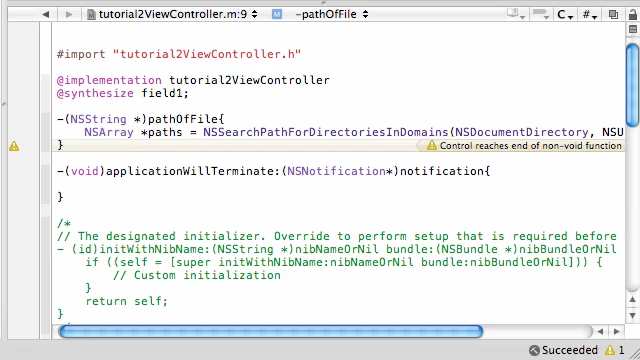 tutorial2ViewController.m:9
-pathOfFile
C
#
#import "tutorial2ViewController.h"
@implementation tutorial2ViewController
@synthesize field1;
-(NSString *)pathOfFile{
NSArray *paths = NSSearchPathForDirectoriesInDomains(NSDocumentDirectory, NSU
}
Control reaches end of non-void function
-(void)applicationWillTerminate:(NSNotification*)notification{
}
/*
// The designated initializer. Override to perform setup that is required before
- (id)initWithNibName:(NSString *)nibNameOrNil bundle:(NSBundle *)nibBundleOrNil
if ((self = [super initWithNibName:nibNameOrNil bundle:nibBundleOrNil])) {
// Custom initialization
}
return self;
}
Succeeded 1